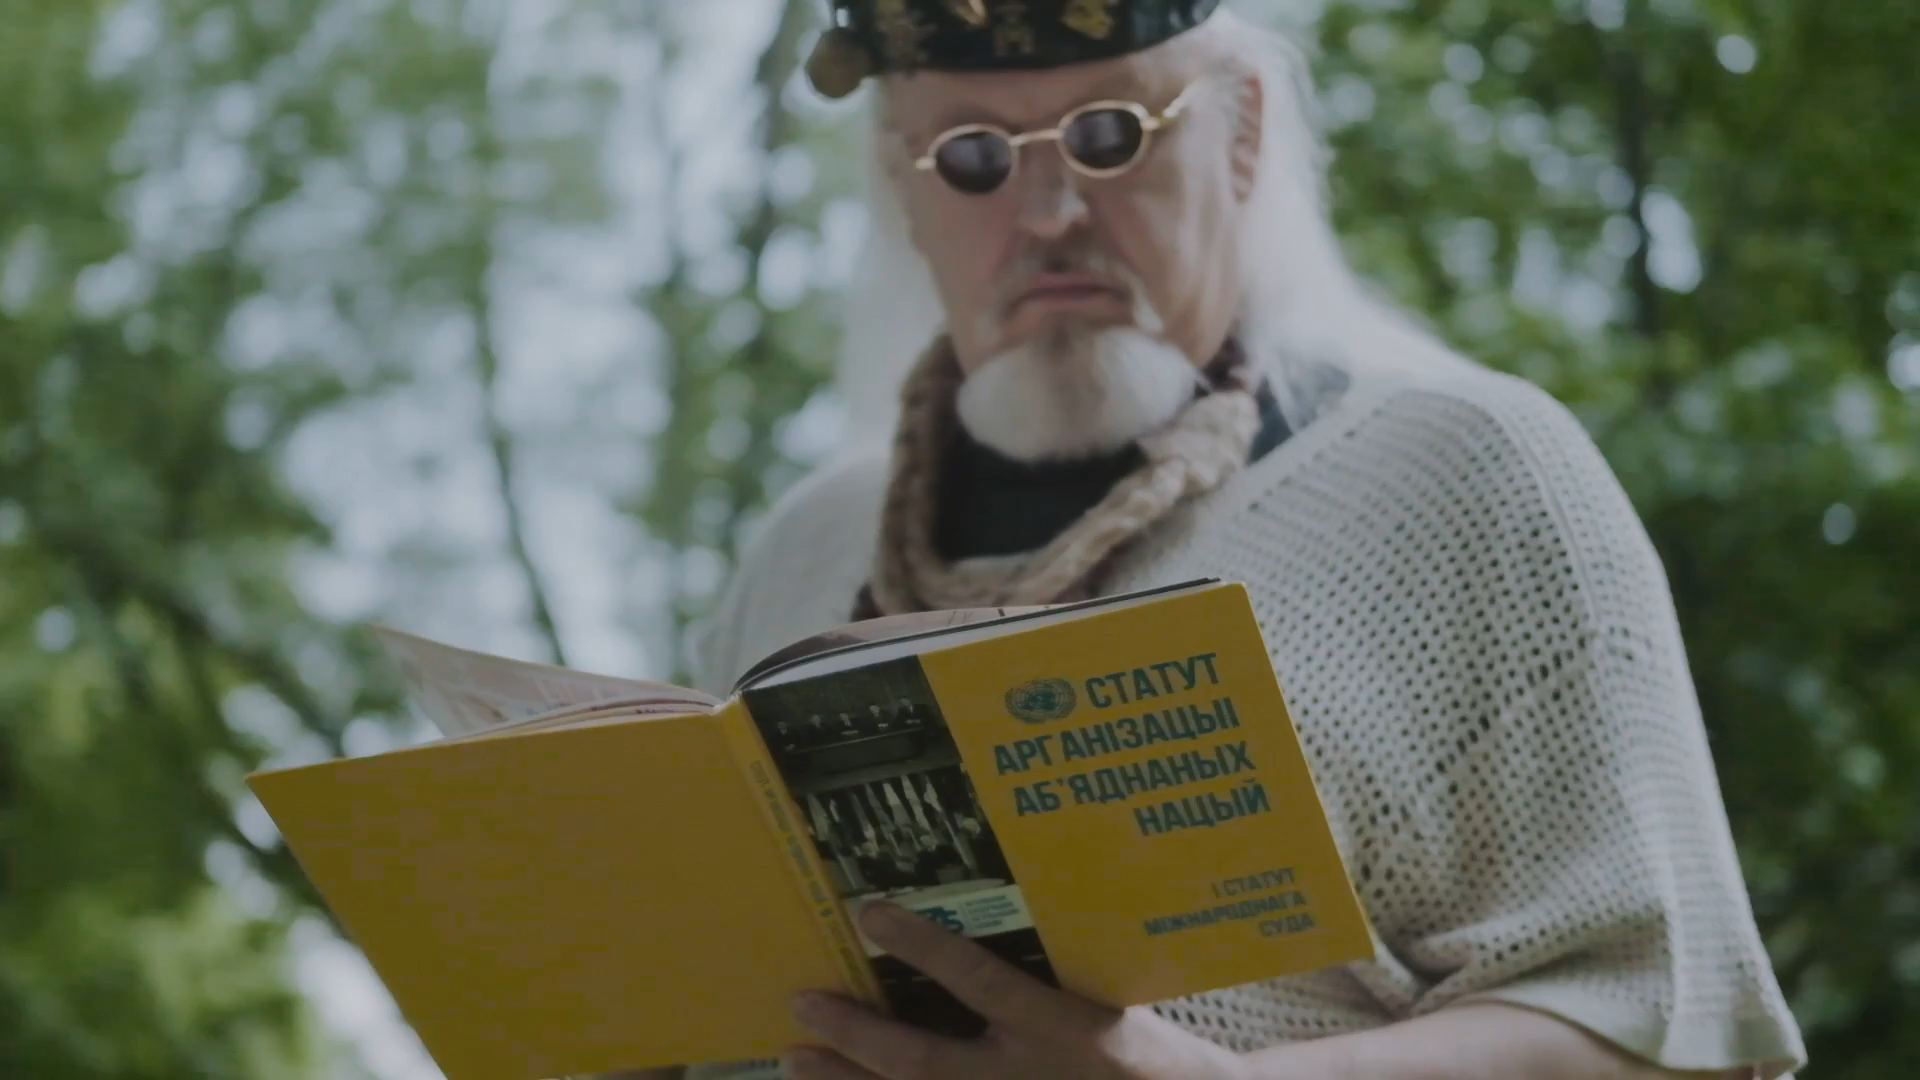 СТАТУТ
АРГАНІЗАЦЫІ
АБ'ЯДНАНЫХ
НАЦЫЙ
І СТАТУТ
МІЖНАРОДНАГА
СУДА